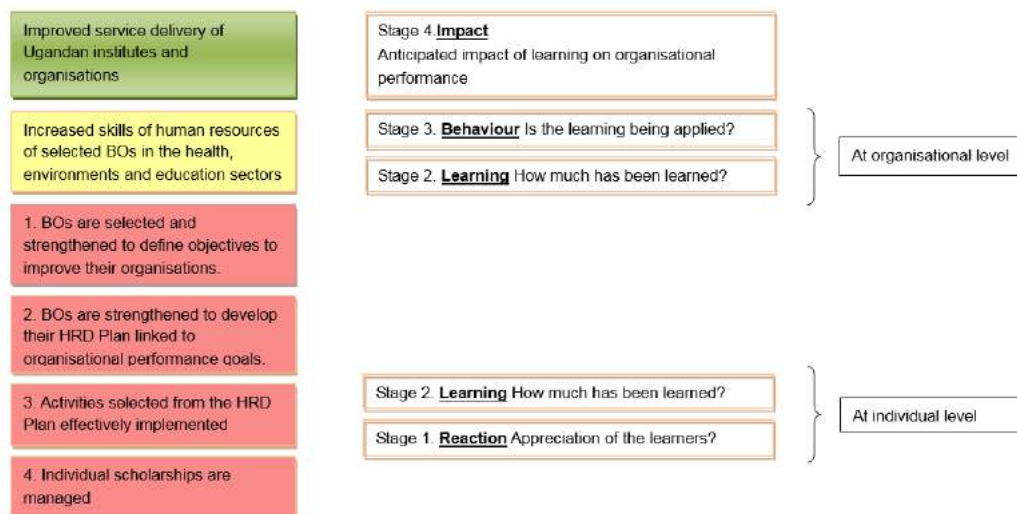 Improved service delivery of
Ugandan institutes and
organisations
Increased skills of human resources
of selected BOs in the health,
environments and education sectors
1. BOs are selected and
strengthened to define objectives to
improve their organisations.
2. BOs are strengthened to develop
their HRD Plan linked to
organisational performance goals.
3. Activities selected from the HRD
Plan effectively implemented
4. Individual scholarships are
managed
Stage 4.Impact
Anticipated impact of learning on organisational
performance
Stage 3. Behaviour Is the learning being applied?
Stage 2. Learning How much has been learned?
At organisational level
Stage 2. Learning How much has been learned?
Stage 1. Reaction Appreciation of the learners?
At individual level